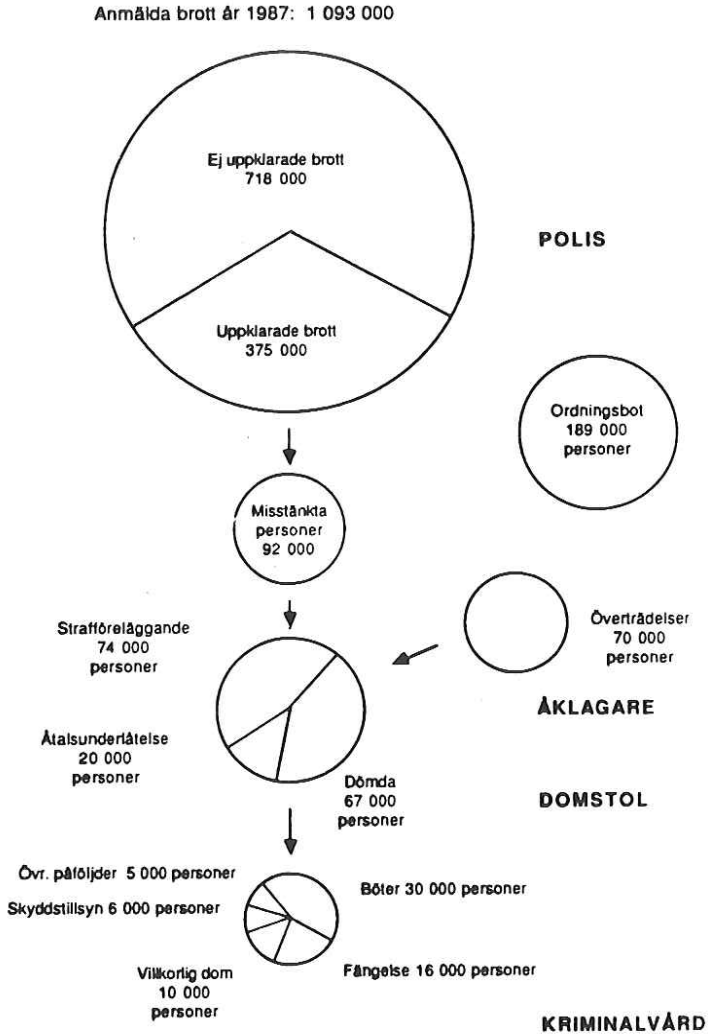 Anmälda brott år 1987: 1 093 000
Ej uppklarade brott
718 000
POLIS
Uppklarade brott
375 000
Ordningsbot
189 000
personer
Misstänkta
personer
92 000
Strafföreläggande
74 000
personer
Överträdelser
70 000
personer
ÅKLAGARE
Åtalsunderlåtelse
20 000
personer
Dömda
67 000
personer
DOMSTOL
Övr. påföljder 5 000 personer
Böter 30 000 personer
Skyddstillsyn 6 000 personer
Villkorlig dom
10 000
personer
Fängelse 16 000 personer
KRIMINALVÅRD